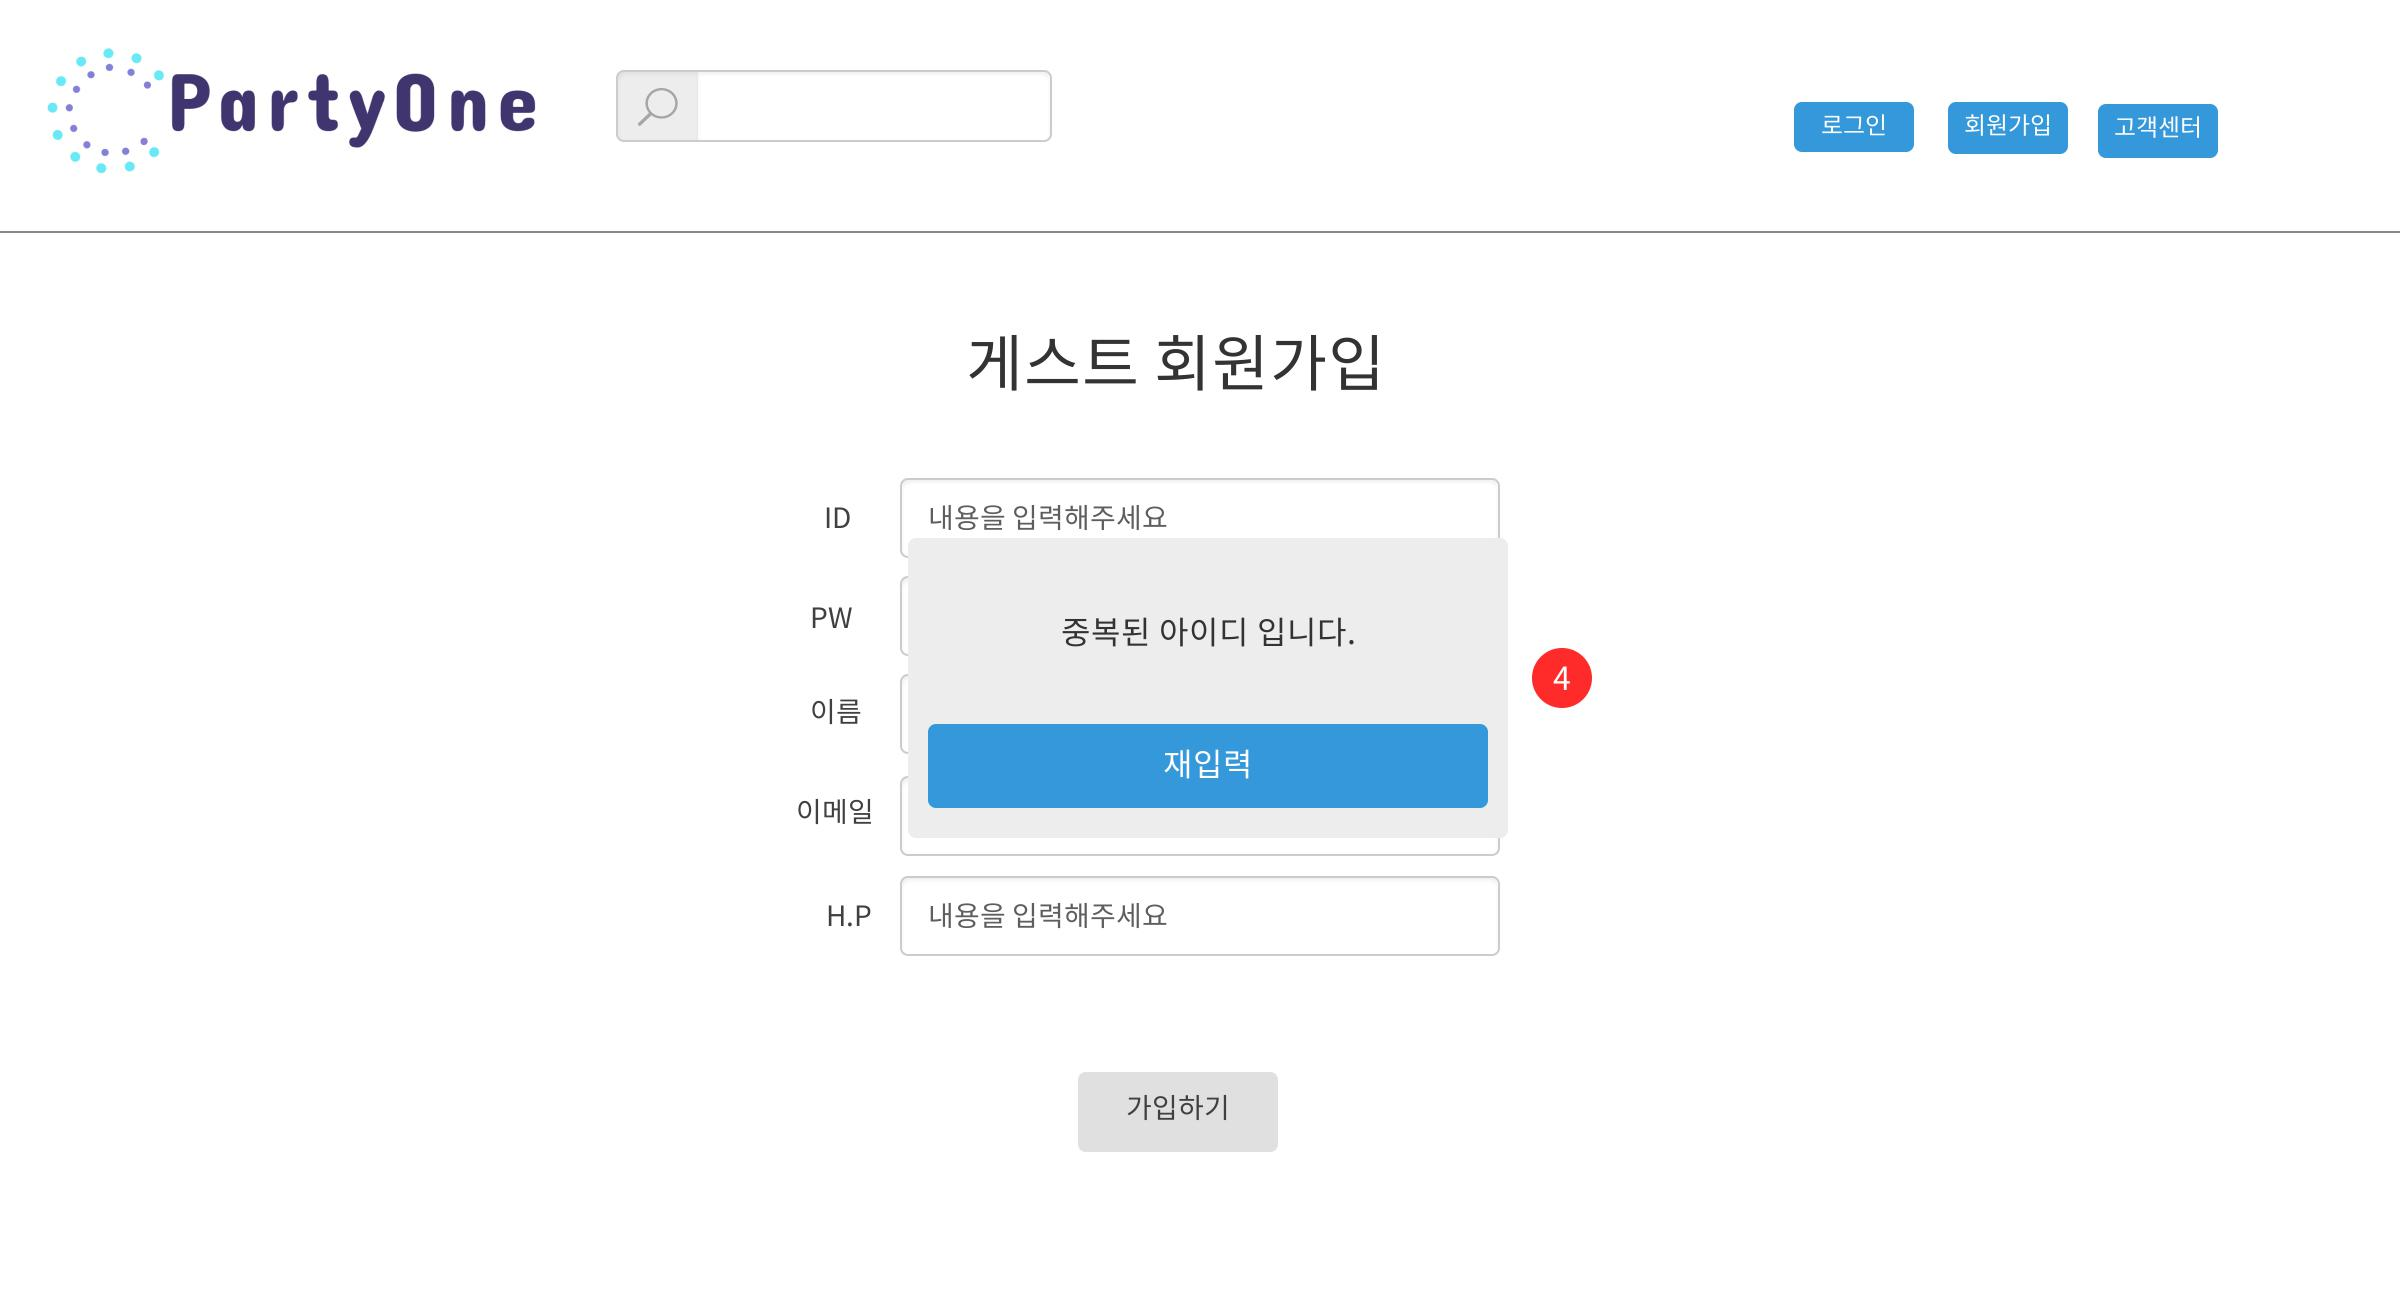 PartyOne
로그인
회원가입
고객센터
게스트 회원가입
ID
내용을 입력해주세요
PW
중복된 아이디 입니다.
4
이름
재입력
이메일
H.P
내용을 입력해주세요
가입하기